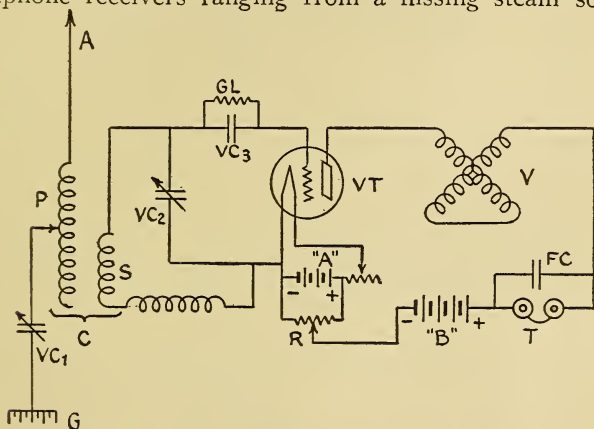 phone receivers ranging from a hissing steam so
A
GL
P
VC3
VT
V
VC2
S
"A"
FC
- +
C
R
- "B" +
T
VC1
G